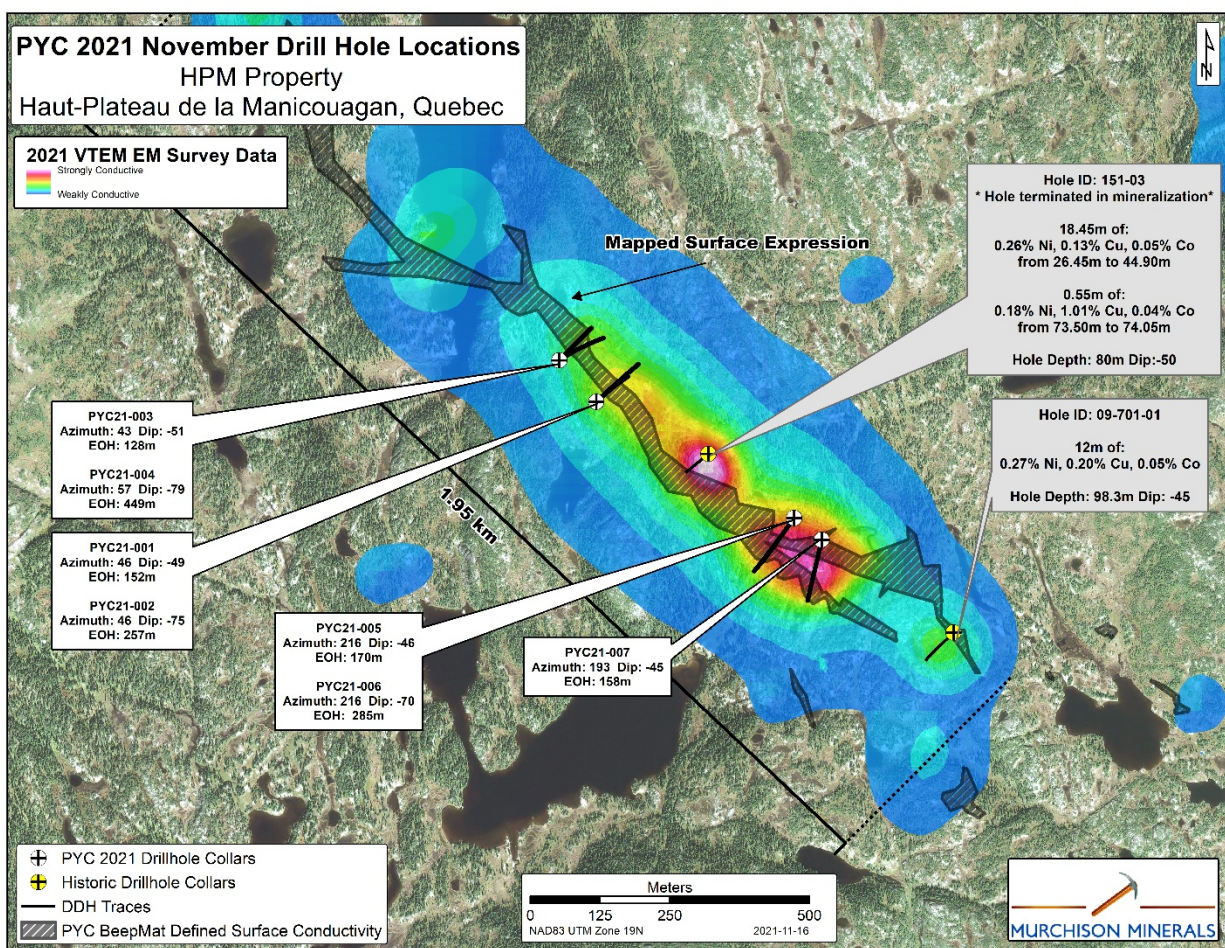 PYC 2021 November Drill Hole Locations
HPM Property
Haut-Plateau de la Manicouagan, Quebec
N
2021 VTEM EM Survey Data
Strongly Conductive
Weakly Conductive
Hole ID: 151-03
* Hole terminated in mineralization*
18.45m of:
0.26% Ni, 0.13% Cu, 0.05% Co
from 26.45m to 44.90m
0.55m of:
0.18% Ni, 1.01% Cu, 0.04% Co
from 73.50m to 74.05m
Hole Depth: 80m Dip:-50
Mapped Surface Expression
Hole ID: 09-701-01
12m of:
0.27% Ni, 0.20% Cu, 0.05% Co
Hole Depth: 98.3m Dip: -45
PYC21-003
Azimuth: 43 Dip: -51
EOH: 128m
PYC21-004
Azimuth: 57 Dip: -79
EOH: 449m
1.95 km
PYC21-001
Azimuth: 46 Dip: -49
EOH: 152m
PYC21-002
Azimuth: 46 Dip: -75
EOH: 257m
PYC21-005
Azimuth: 216 Dip: -46
EOH: 170m
PYC21-006
Azimuth: 216 Dip: -70
EOH: 285m
PYC21-007
Azimuth: 193 Dip: -45
EOH: 158m
PYC 2021 Drillhole Collars
Historic Drillhole Collars
DDH Traces
PYC BeepMat Defined Surface Conductivity
Meters
0 125 250 500
NAD83 UTM Zone 19N 2021-11-16
MURCHISON MINERALS